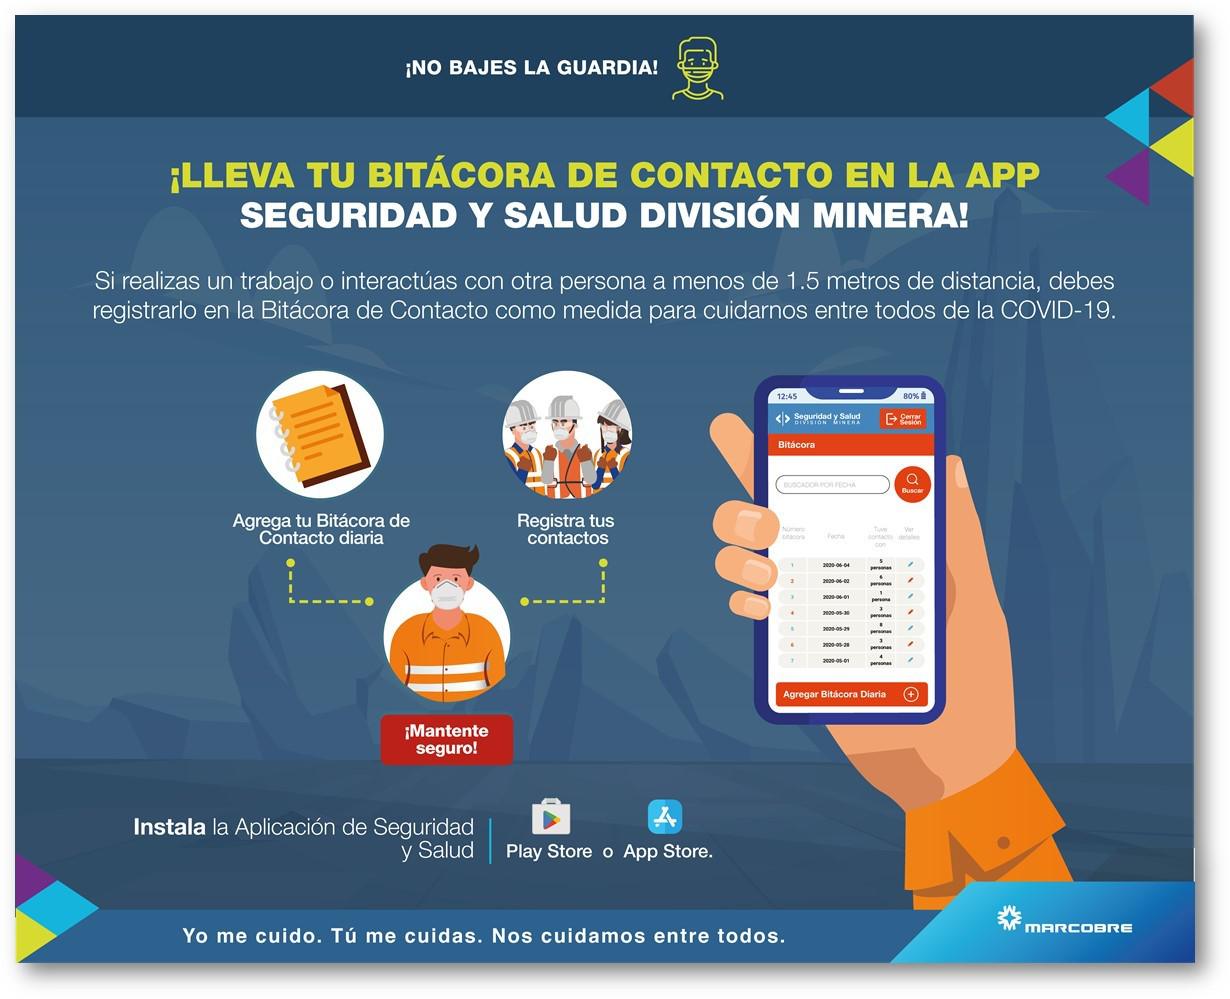 ¡NO BAJES LA GUARDIA!
¡LLEVA TU BITÁCORA DE CONTACTO EN LA APP
SEGURIDAD Y SALUD DIVISIÓN MINERA!
Si realizas un trabajo o interactúas con otra persona a menos de 1.5 metros de distancia, debes
registrarlo en la Bitácora de Contacto como medida para cuidarnos entre todos de la COVID-19.
Agrega tu Bitácora de
Contacto diaria
Registra tus
contactos
¡Mantente
seguro!
12:45 80%
Seguridad y Salud
DIVISIÓN MINERA
Cerrar
Sesión
Bitácora
BUSCADOR POR FECHA
Buscar
Número
bitácora
Fecha
Tuve
contacto
con
Ver
detalles
1 2020-06-04 5 personas
2 2020-06-02 6 personas
3 2020-06-01 1 persona
4 2020-05-30 3 personas
5 2020-05-29 8 personas
6 2020-05-28 3 personas
7 2020-05-01 4 personas
Agregar Bitácora Diaria
Instala la Aplicación de Seguridad
y Salud
Play Store o App Store.
Yo me cuido. Tú me cuidas. Nos cuidamos entre todos.
MARCOBRE